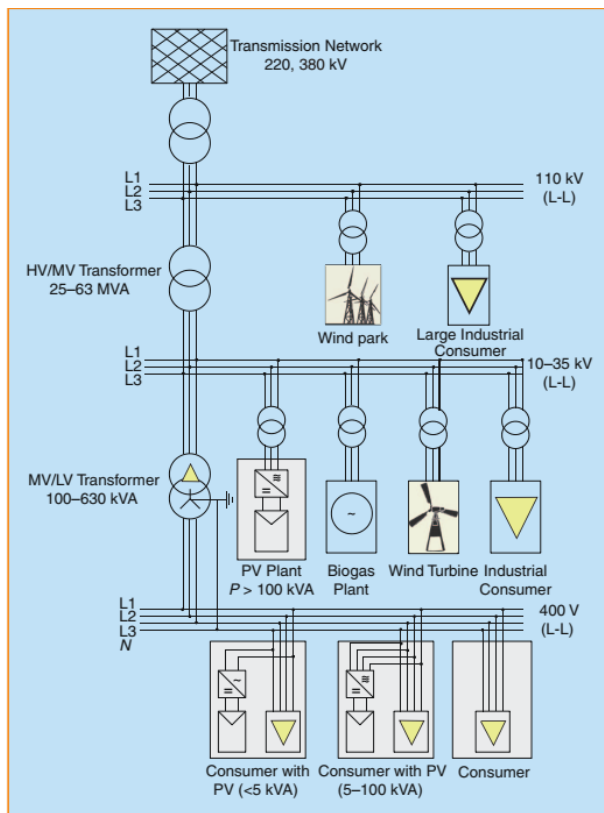 Transmission Network
220, 380 kV
L1
L2
L3
110 kV
(L-L)
HV/MV Transformer
25–63 MVA
Wind park
Large Industrial
Consumer
L1
L2
L3
10–35 kV
(L-L)
MV/LV Transformer
100–630 kVA
≋
=
~
PV Plant
P > 100 kVA
Biogas
Plant
Wind Turbine
Industrial
Consumer
L1
L2
L3
N
400 V
(L-L)
~
=
≋
=
Consumer with
PV (<5 kVA)
Consumer with PV
(5–100 kVA)
Consumer